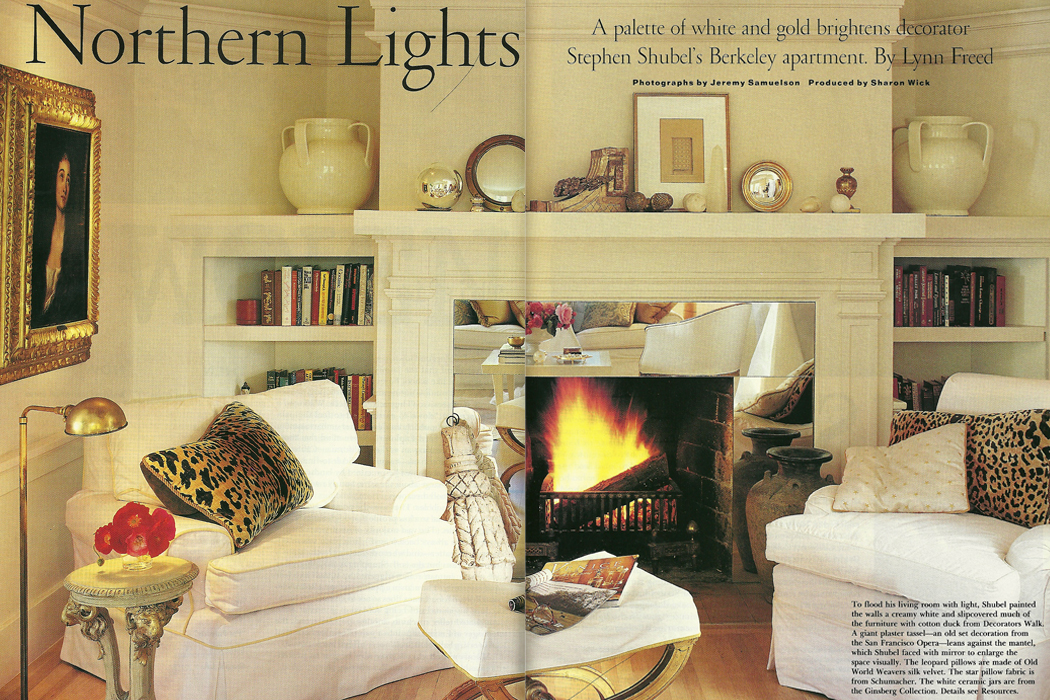 Northern Lights
A palette of white and gold brightens decorator
Stephen Shubel's Berkeley apartment. By Lynn Freed
Photographs by Jeremy Samuelson Produced by Sharon Wick
To flood his living room with light, Shubel painted
the walls a creamy white and slipcovered much of
the furniture with cotton duck from Decorators Walk.
A giant plaster tassel—an old set decoration from
the San Francisco Opera—leans against the mantel,
which Shubel faced with mirror to enlarge the
space visually. The leopard pillows are made of Old
World Weavers silk velvet. The star pillow fabric is
from Schumacher. The white ceramic jars are from
the Ginsberg Collection. Details see Resources.